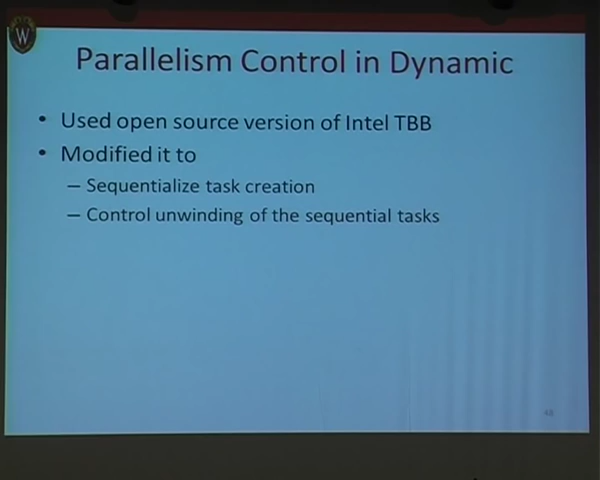 W
Parallelism Control in Dynamic
• Used open source version of Intel TBB
• Modified it to
– Sequentialize task creation
– Control unwinding of the sequential tasks